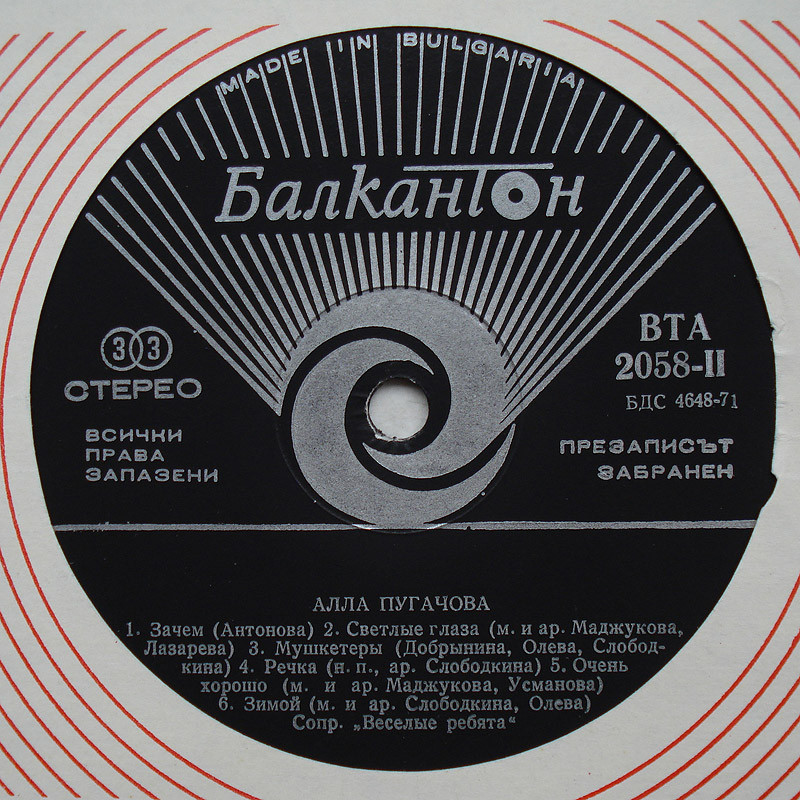 MADE IN BULGARIA
Балкантон
33
СТЕРЕО
ВСИЧКИ
ПРАВА
ЗАПАЗЕНИ
ВТА
2058-II
БДС 4648-71
ПРЕЗАПИСЪТ
ЗАБРАНЕН
АЛЛА ПУГАЧОВА
1. Зачем (Антонова) 2. Светлые глаза (м. и ар. Маджукова,
Лазарева) 3. Мушкетеры (Добрынина, Олева, Слобод-
кина) 4. Речка (н. п., ар. Слободкина) 5. Очень
хорошо (м. и ар. Маджукова, Усманова)
6. Зимой (м. и ар. Слободкина, Олева)
Сопр. „Веселые ребята“